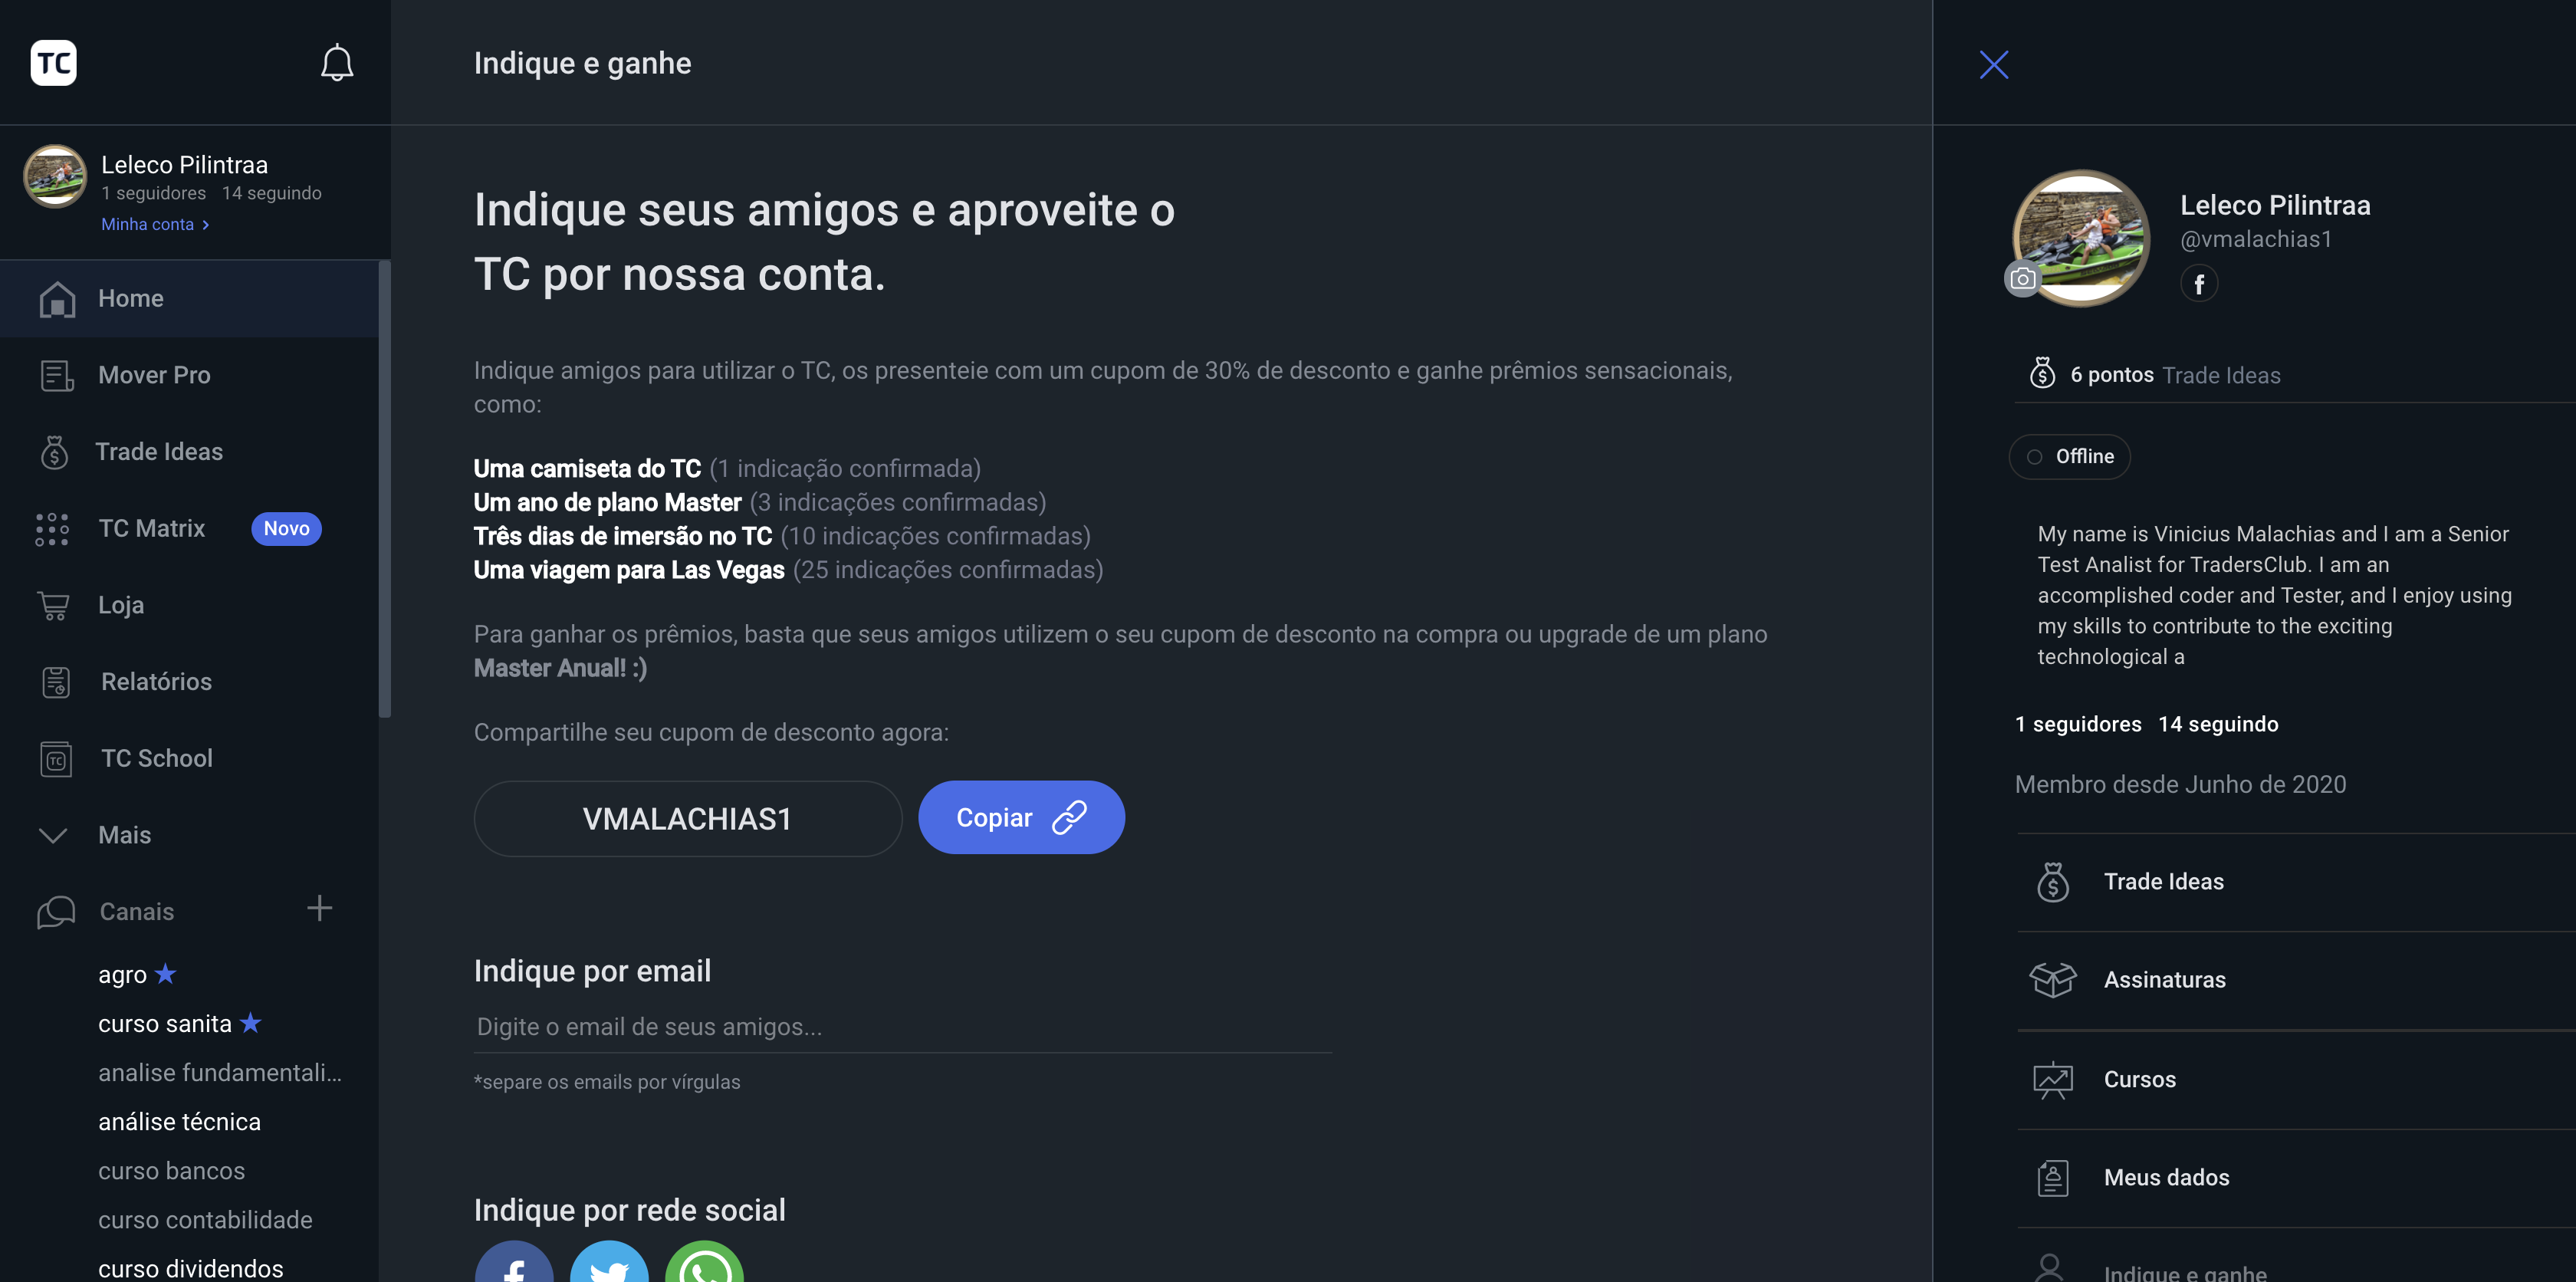 TC
Leleco Pilintraa
1 seguidores 14 seguindo
Minha conta >
Home
Mover Pro
Trade Ideas
TC Matrix Novo
Loja
Relatórios
TC School
Mais
Canais
agro ★
curso sanita ★
analise fundamentali...
análise técnica
curso bancos
curso contabilidade
curso dividendos
Indique e ganhe
Indique seus amigos e aproveite o
TC por nossa conta.
Indique amigos para utilizar o TC, os presenteie com um cupom de 30% de desconto e ganhe prêmios sensacionais,
como:
Uma camiseta do TC (1 indicação confirmada)
Um ano de plano Master (3 indicações confirmadas)
Três dias de imersão no TC (10 indicações confirmadas)
Uma viagem para Las Vegas (25 indicações confirmadas)
Para ganhar os prêmios, basta que seus amigos utilizem o seu cupom de desconto na compra ou upgrade de um plano
Master Anual! :)
Compartilhe seu cupom de desconto agora:
VMALACHIAS1
Copiar
Indique por email
Digite o email de seus amigos...
*separe os emails por vírgulas
Indique por rede social
Leleco Pilintraa
@vmalachias1
6 pontos Trade Ideas
Offline
My name is Vinicius Malachias and I am a Senior
Test Analist for TradersClub. I am an
accomplished coder and Tester, and I enjoy using
my skills to contribute to the exciting
technological a
1 seguidores 14 seguindo
Membro desde Junho de 2020
Trade Ideas
Assinaturas
Cursos
Meus dados
Indique e ganhe